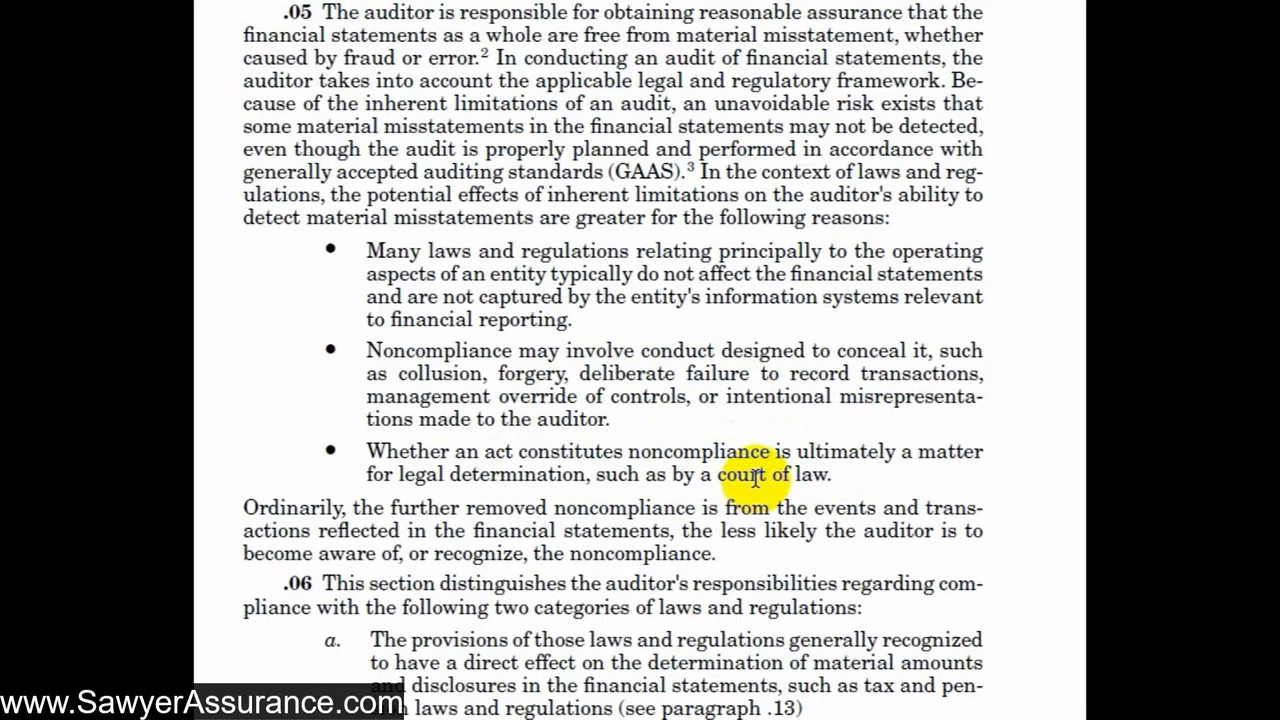 .05 The auditor is responsible for obtaining reasonable assurance that the
financial statements as a whole are free from material misstatement, whether
caused by fraud or error.² In conducting an audit of financial statements, the
auditor takes into account the applicable legal and regulatory framework. Be-
cause of the inherent limitations of an audit, an unavoidable risk exists that
some material misstatements in the financial statements may not be detected,
even though the audit is properly planned and performed in accordance with
generally accepted auditing standards (GAAS).³ In the context of laws and reg-
ulations, the potential effects of inherent limitations on the auditor's ability to
detect material misstatements are greater for the following reasons:
• Many laws and regulations relating principally to the operating
aspects of an entity typically do not affect the financial statements
and are not captured by the entity's information systems relevant
to financial reporting.
• Noncompliance may involve conduct designed to conceal it, such
as collusion, forgery, deliberate failure to record transactions,
management override of controls, or intentional misrepresenta-
tions made to the auditor.
• Whether an act constitutes noncompliance is ultimately a matter
for legal determination, such as by a court of law.
Ordinarily, the further removed noncompliance is from the events and trans-
actions reflected in the financial statements, the less likely the auditor is to
become aware of, or recognize, the noncompliance.
.06 This section distinguishes the auditor's responsibilities regarding com-
pliance with the following two categories of laws and regulations:
a. The provisions of those laws and regulations generally recognized
to have a direct effect on the determination of material amounts
and disclosures in the financial statements, such as tax and pen-
laws and regulations (see paragraph .13)
www.SawyerAssurance.com